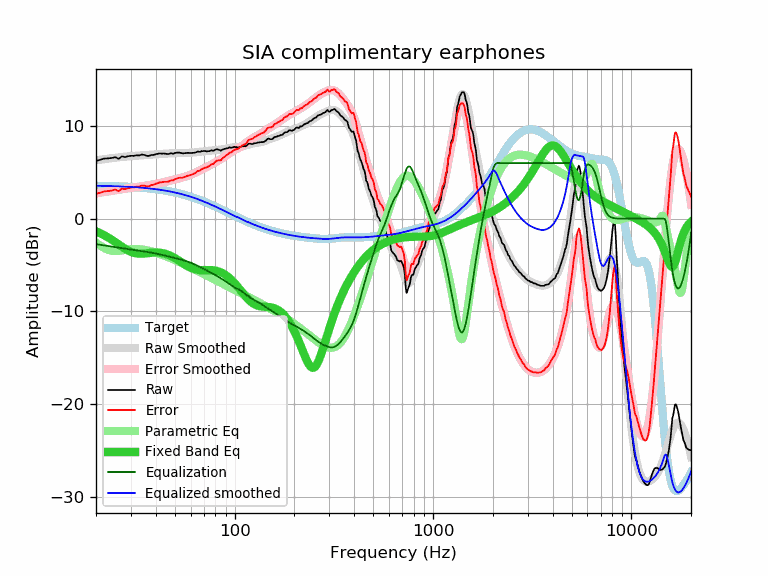 SIA complimentary earphones
Amplitude (dBr)
10
0
−10
−20
−30
Target
Raw Smoothed
Error Smoothed
Raw
Error
Parametric Eq
Fixed Band Eq
Equalization
Equalized smoothed
100
1000
10000
Frequency (Hz)